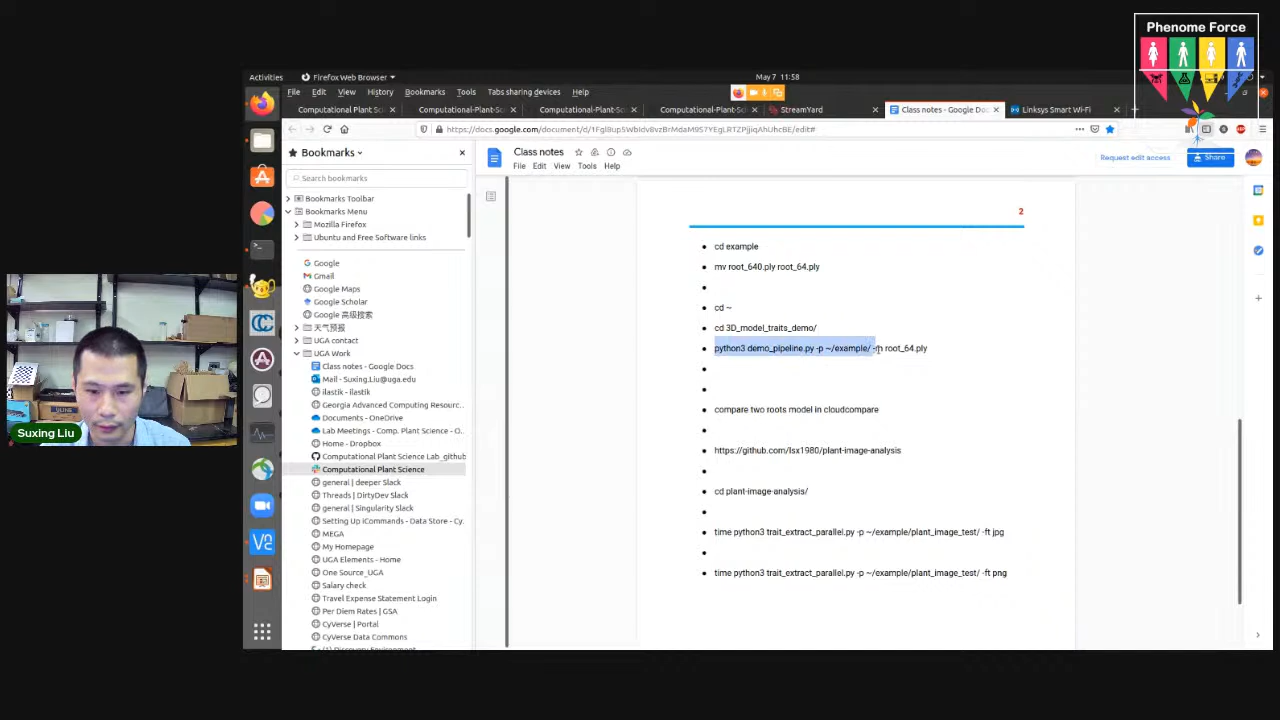 Phenome Force
Activities
Firefox Web Browser
May 7 11:58
File Edit View History Bookmarks Tools Tabs sharing devices Help
Computational Plant Sci
Computational-Plant-S
Computational-Plant-S
Computational-Plant-S
StreamYard
Class notes - Google Doc
Linksys Smart Wi-Fi
Bookmarks
Search bookmarks
Bookmarks Toolbar
Bookmarks Menu
Mozilla Firefox
Ubuntu and Free Software links
Google
Gmail
Google Maps
Google Scholar
Google 高级搜索
天气预报
UGA contact
UGA Work
Class notes - Google Docs
Mail - Suxing.Liu@uga.edu
ilastik - ilastik
Georgia Advanced Computing Resourc...
Documents - OneDrive
Lab Meetings - Comp. Plant Science - O...
Home - Dropbox
Computational Plant Science Lab_github
Computational Plant Science
general | deeper Slack
Threads | DirtyDev Slack
general | Singularity Slack
Setting Up iCommands - Data Store - Cy...
MEGA
My Homepage
UGA Elements - Home
One Source_UGA
Salary check
Travel Expense Statement Login
Per Diem Rates | GSA
CyVerse | Portal
CyVerse Data Commons
Class notes
File Edit View Tools Help
Request edit access
Share
2
cd example
mv root_640.ply root_64.ply
cd ~
cd 3D_model_traits_demo/
python3 demo_pipeline.py -p ~/example/ -m root_64.ply
compare two roots model in cloudcompare
https://github.com/lsx1980/plant-image-analysis
cd plant-image-analysis/
time python3 trait_extract_parallel.py -p ~/example/plant_image_test/ -ft jpg
time python3 trait_extract_parallel.py -p ~/example/plant_image_test/ -ft png
Suxing Liu